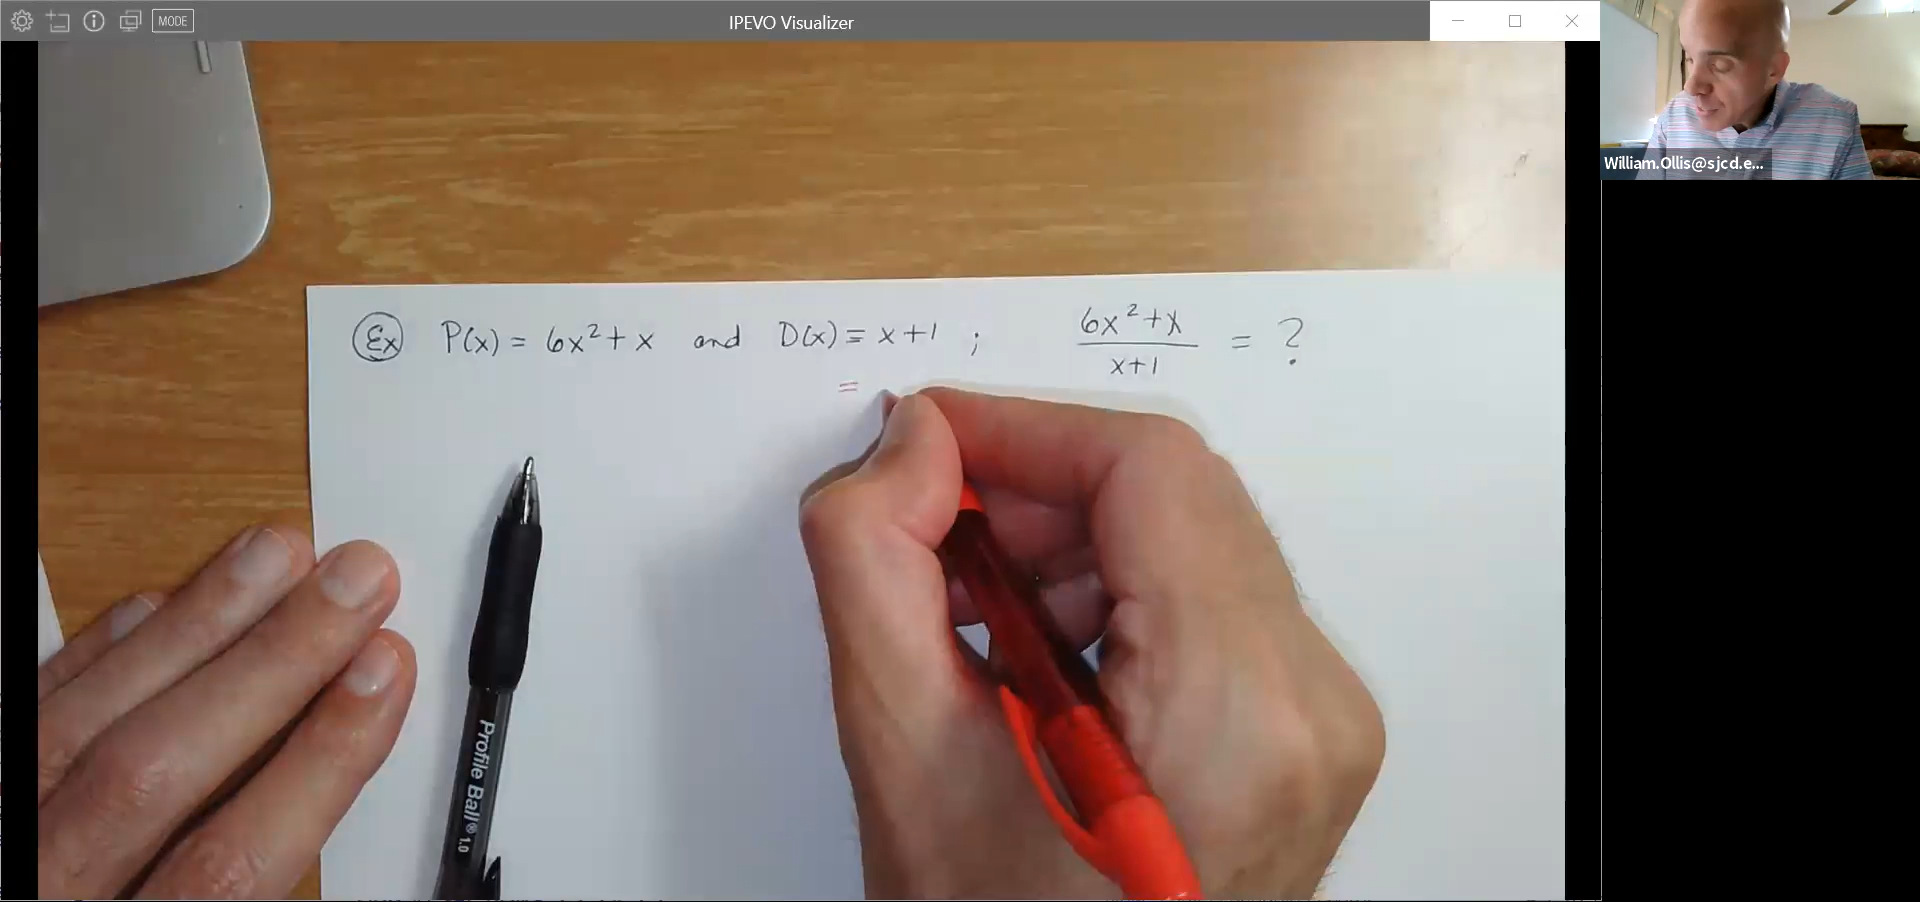 MODE
IPEVO Visualizer
William.Ollis@sjcd.e...
Ex P(x) = 6x² + x and D(x) = x + 1 ; (6x² + x)/(x + 1) = ?
=
Profile Ball® 1.0